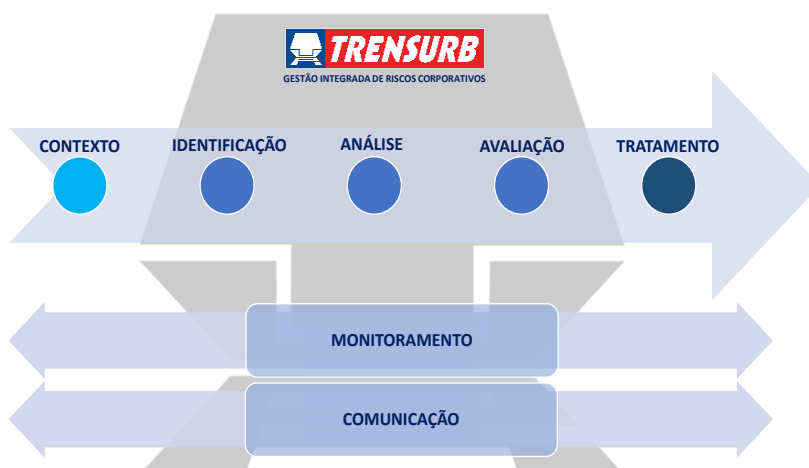 TRENSURB
GESTÃO INTEGRADA DE RISCOS CORPORATIVOS
CONTEXTO
IDENTIFICAÇÃO
ANÁLISE
AVALIAÇÃO
TRATAMENTO
MONITORAMENTO
COMUNICAÇÃO